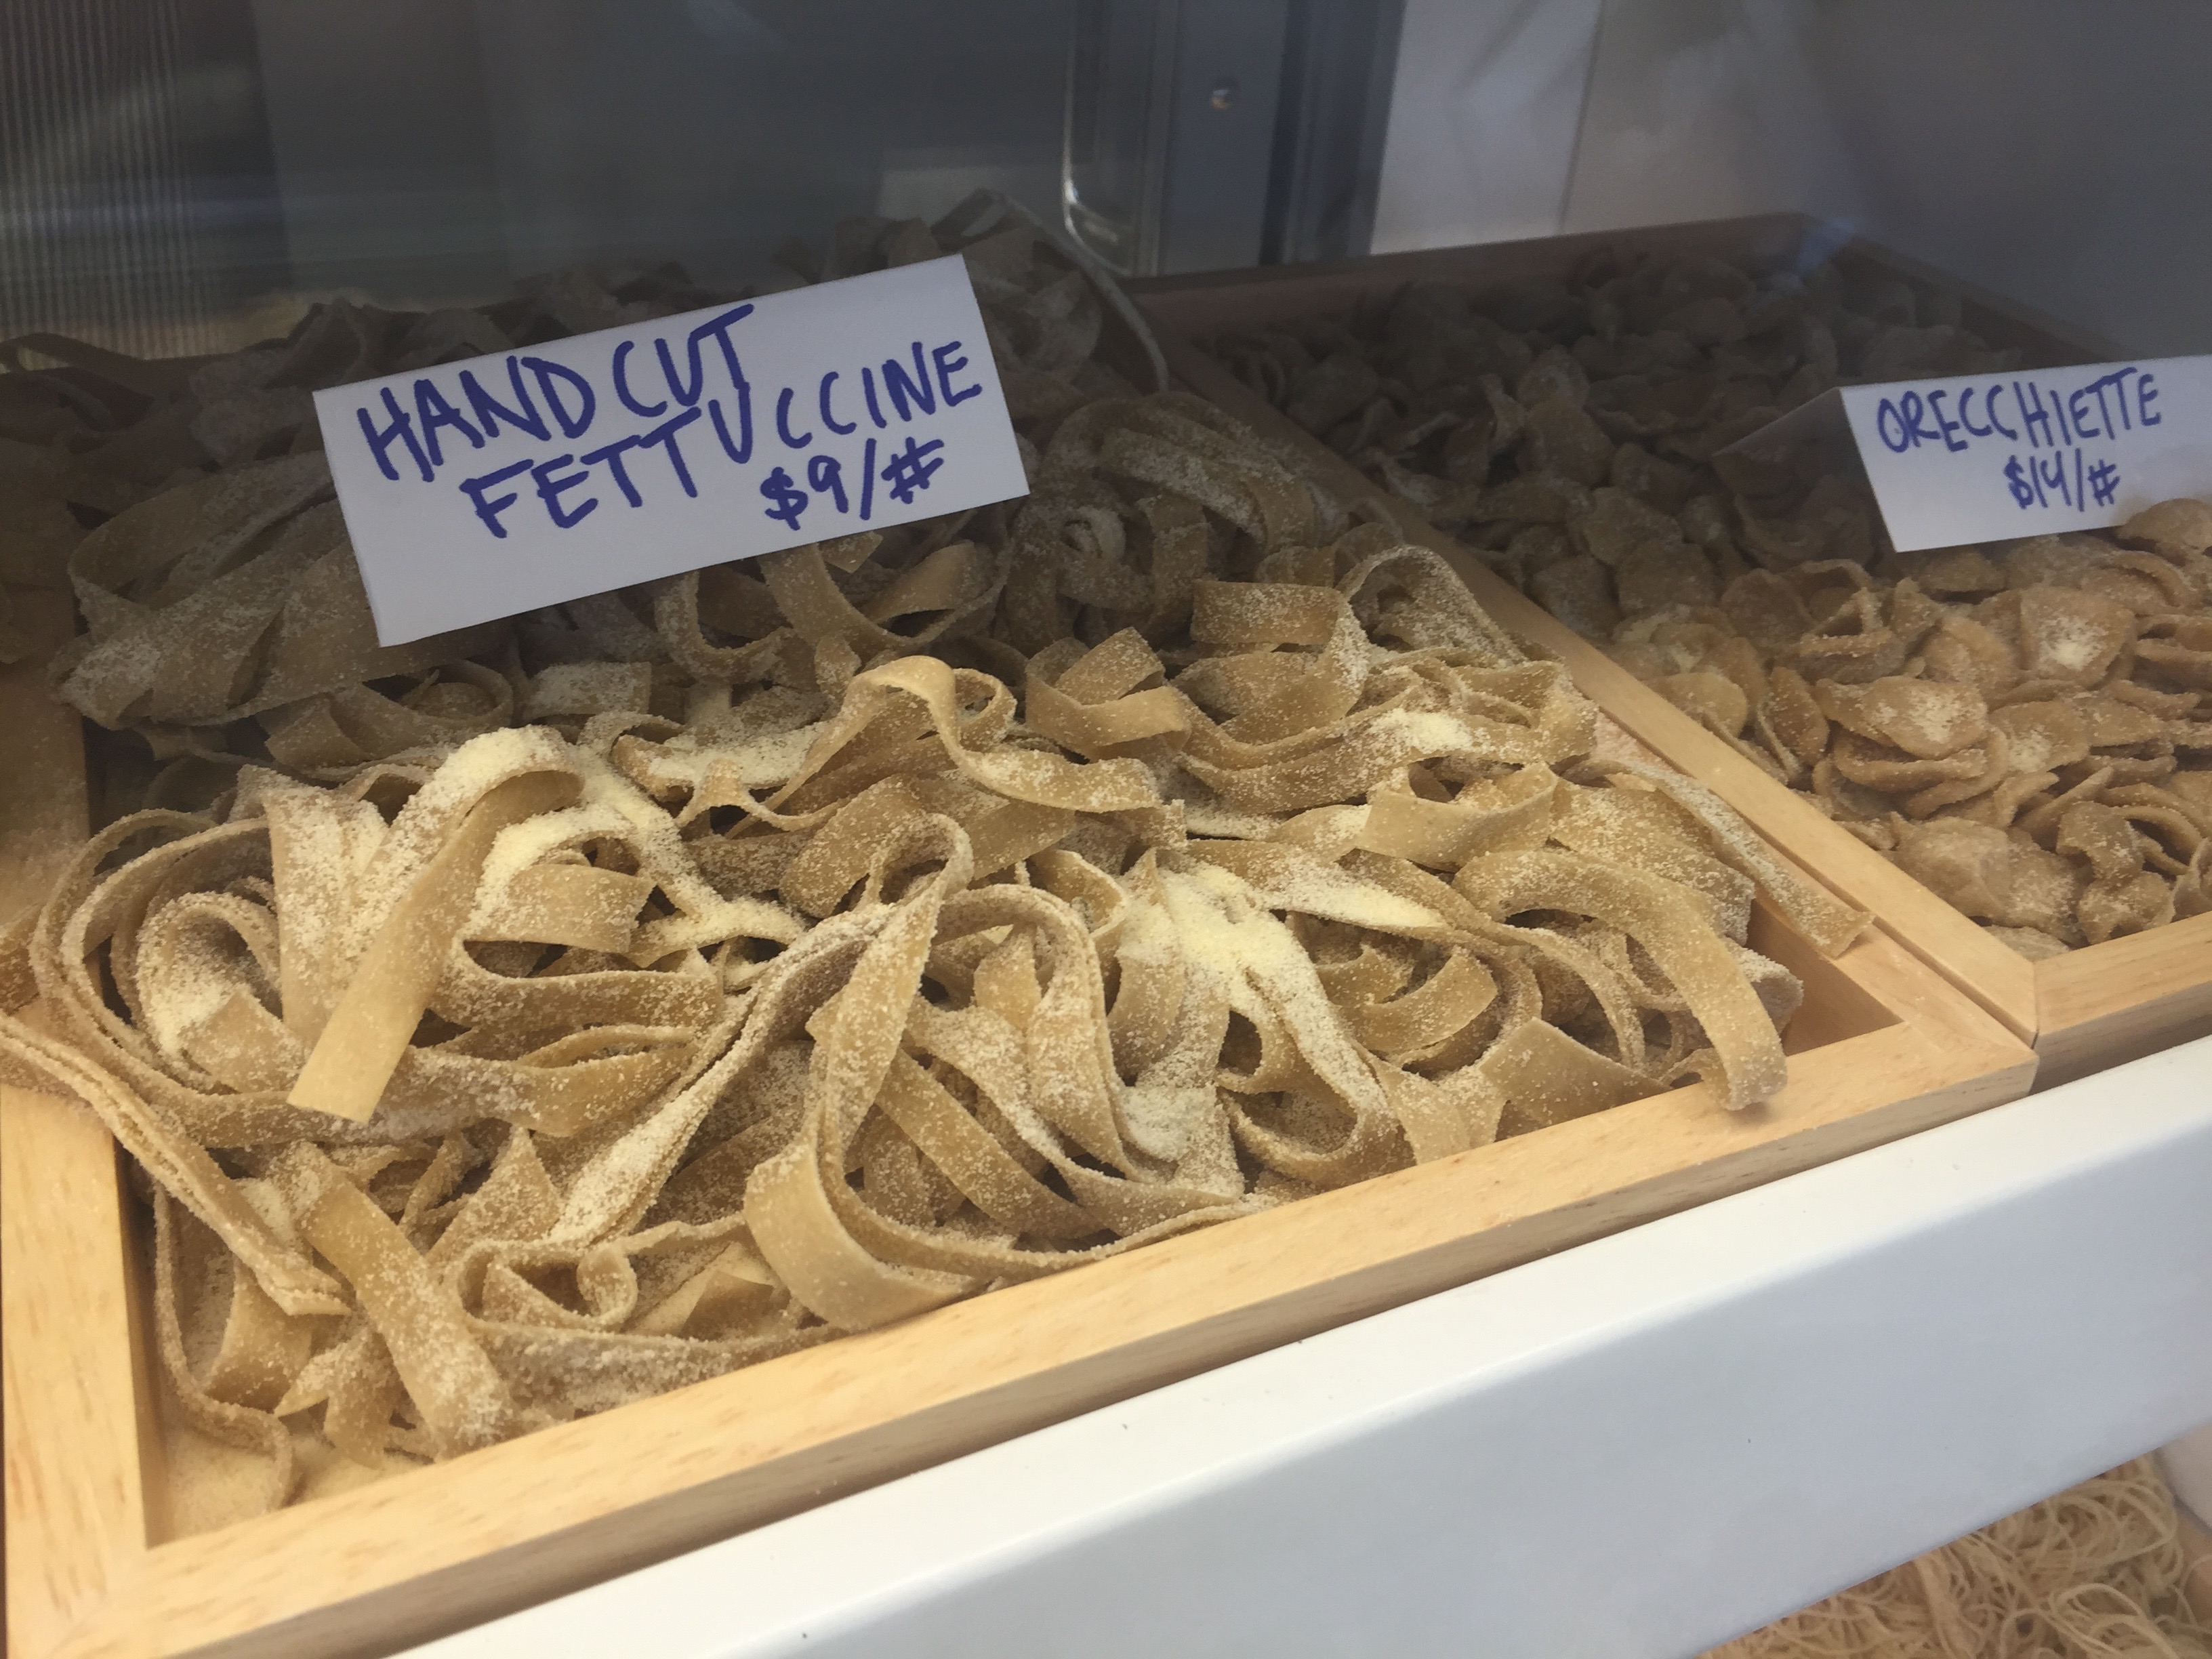 HAND CUT
FETTUCCINE
$9/#
ORECCHIETTE
$14/#